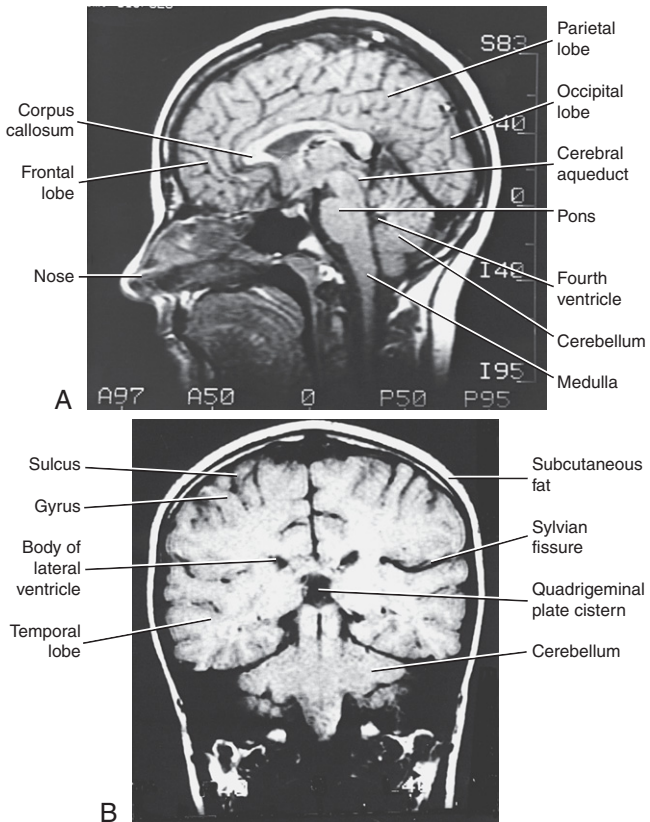 S83
Parietal
lobe
Occipital
lobe
40
Corpus
callosum
Frontal
lobe
Cerebral
aqueduct
0
Pons
Nose
I40
Fourth
ventricle
Cerebellum
I95
Medulla
A
A97 A50 0 P50 P95
Sulcus
Subcutaneous
fat
Gyrus
Sylvian
fissure
Body of
lateral
ventricle
Quadrigeminal
plate cistern
Temporal
lobe
Cerebellum
B